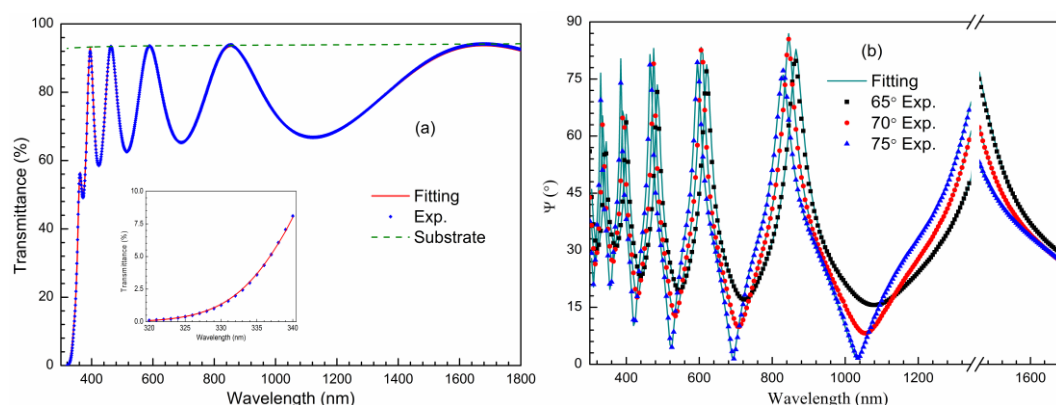 100
80
60
40
20
0
Transmittance (%)
(a)
Fitting
Exp.
Substrate
10.0
7.5
5.0
2.5
0.0
Transmittance (%)
320 325 330 335 340
Wavelength (nm)
400 600 800 1000 1200 1400 1600 1800
Wavelength (nm)
90
75
60
45
30
15
0
Ψ (°)
(b)
Fitting
65° Exp.
70° Exp.
75° Exp.
400 600 800 1000 1200 1600
Wavelength (nm)